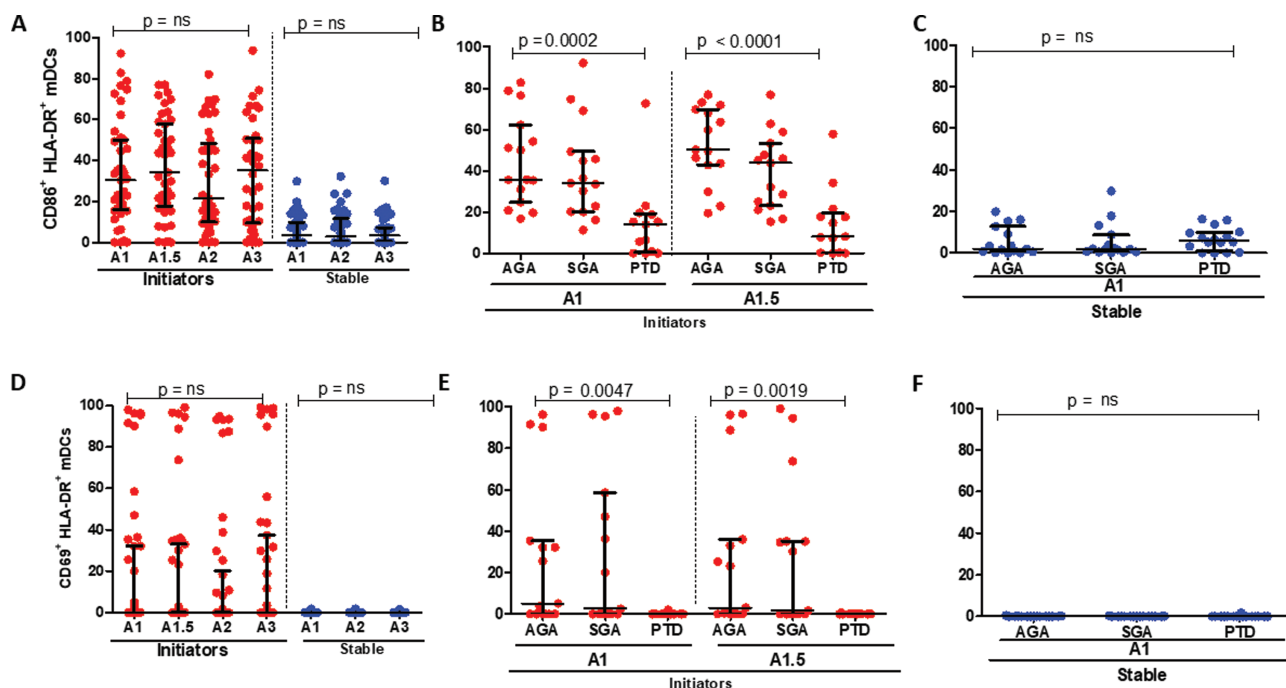 A
p = ns
p = ns
CD86+ HLA-DR+ mDCs
100
80
60
40
20
0
A1 A1.5 A2 A3 A1 A2 A3
Initiators Stable
B
p=0.0002 p <0.0001
100
80
60
40
20
0
AGA SGA PTD AGA SGA PTD
A1 A1.5
Initiators
C
p = ns
100
80
60
40
20
0
AGA SGA PTD
A1
Stable
D
p = ns p = ns
CD69+ HLA-DR+ mDCs
100
80
60
40
20
0
A1 A1.5 A2 A3 A1 A2 A3
Initiators Stable
E
p = 0.0047 p = 0.0019
100
80
60
40
20
0
AGA SGA PTD AGA SGA PTD
A1 A1.5
Initiators
F
p = ns
100
80
60
40
20
0
AGA SGA PTD
A1
Stable